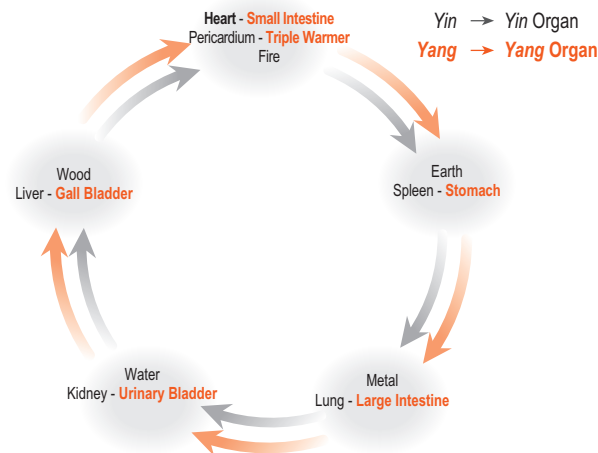 Heart - Small Intestine
Pericardium - Triple Warmer
Fire
Yin → Yin Organ
Yang → Yang Organ
Wood
Liver - Gall Bladder
Earth
Spleen - Stomach
Water
Kidney - Urinary Bladder
Metal
Lung - Large Intestine